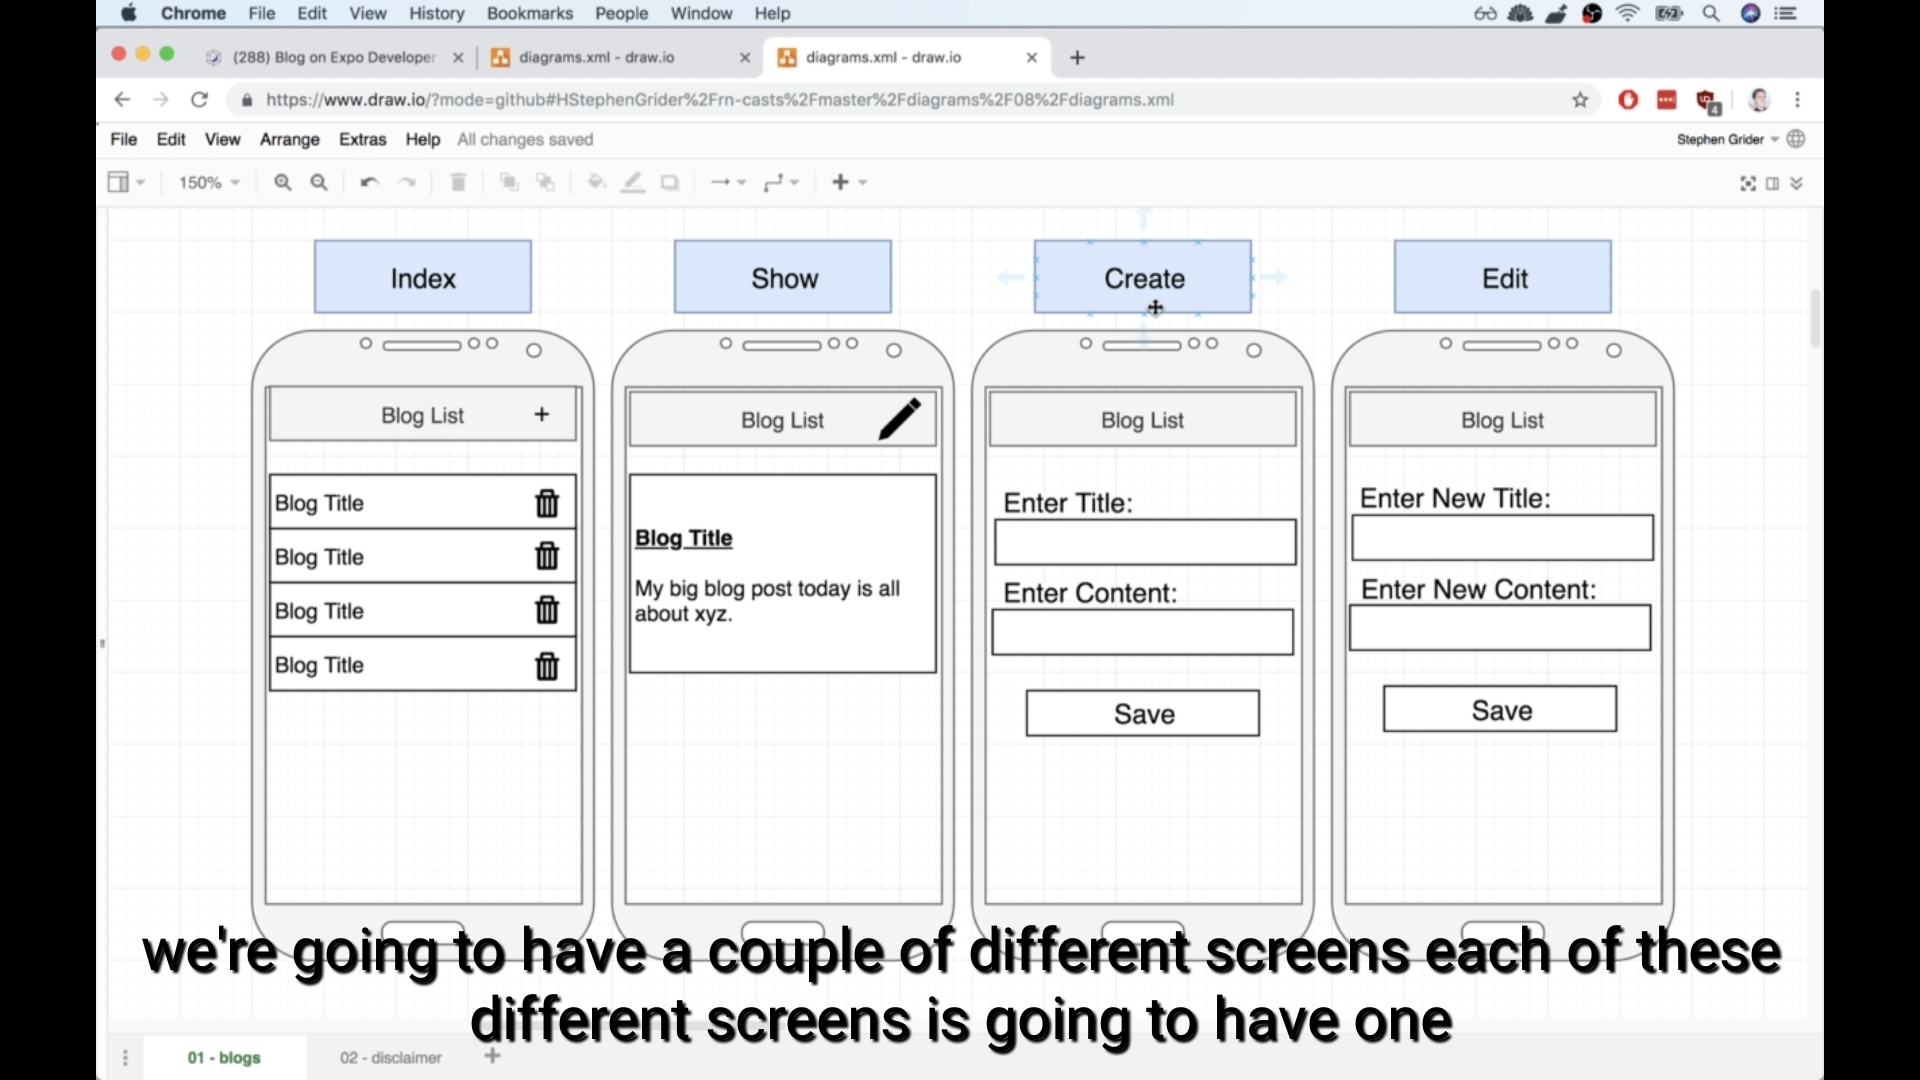 Chrome File Edit View History Bookmarks People Window Help
(288) Blog on Expo Developer
diagrams.xml - draw.io
diagrams.xml - draw.io
https://www.draw.io/?mode=github#HStephenGrider%2Frn-casts%2Fmaster%2Fdiagrams%2F08%2Fdiagrams.xml
4
File Edit View Arrange Extras Help All changes saved
Stephen Grider
150%
Index
Show
Create
Edit
Blog List +
Blog Title
Blog Title
Blog Title
Blog Title
Blog List
Blog Title
My big blog post today is all
about xyz.
Blog List
Enter Title:
Enter Content:
Save
Blog List
Enter New Title:
Enter New Content:
Save
we're going to have a couple of different screens each of these
different screens is going to have one
01 - blogs
02 - disclaimer